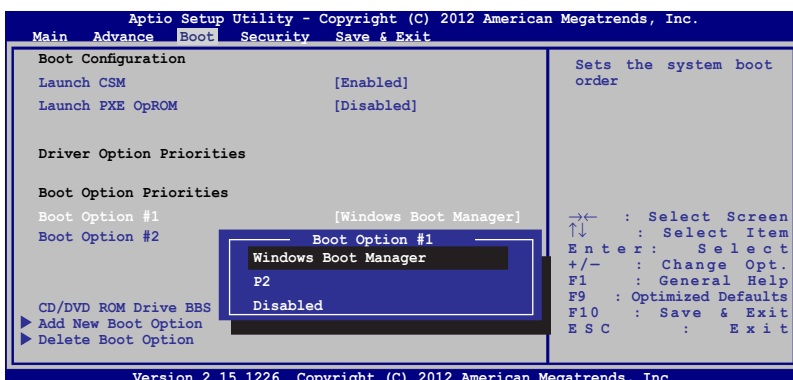 Aptio Setup Utility - Copyright (C) 2012 American Megatrends, Inc.
Main Advance Boot Security Save & Exit
Boot Configuration
Launch CSM [Enabled]
Launch PXE OpROM [Disabled]
Driver Option Priorities
Boot Option Priorities
Boot Option #1 [Windows Boot Manager]
Boot Option #2
CD/DVD ROM Drive BBS
Add New Boot Option
Delete Boot Option
Boot Option #1
Windows Boot Manager
P2
Disabled
Sets the system boot
order
→← : Select Screen
↑↓ : Select Item
Enter: Select
+/— : Change Opt.
F1 : General Help
F9 : Optimized Defaults
F10 : Save & Exit
ESC : Exit
Version 2.15.1226. Copyright (C) 2012 American Megatrends, Inc.